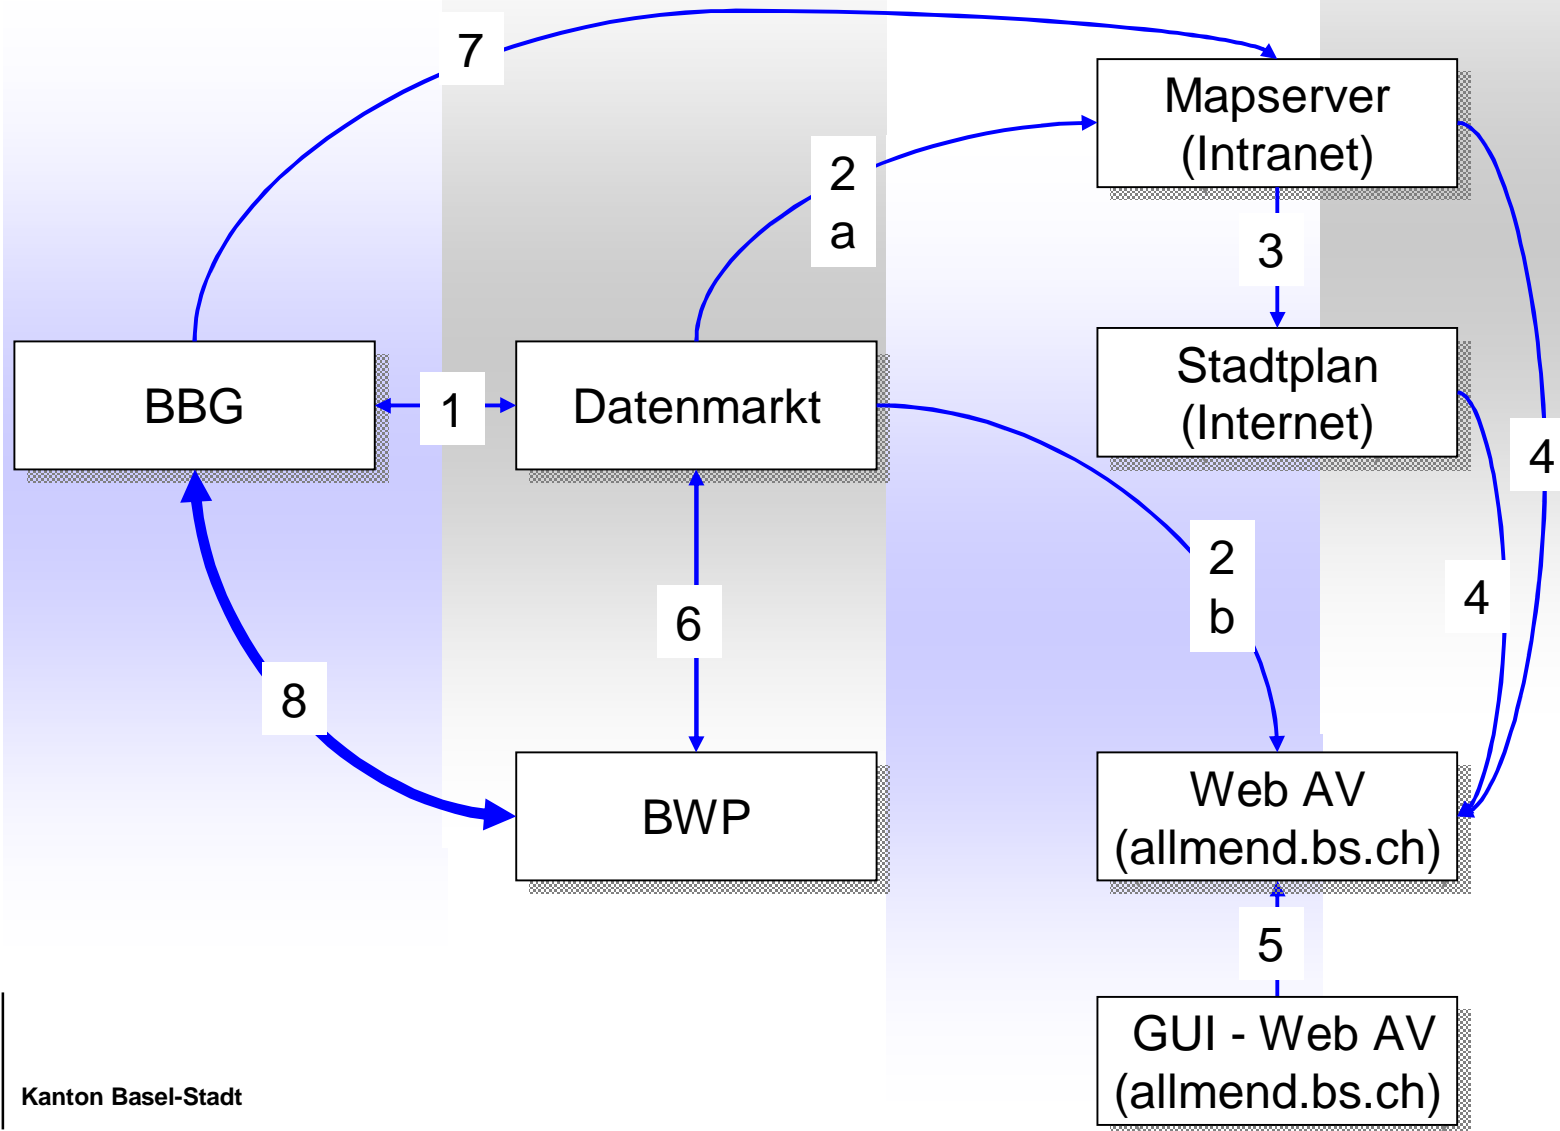 7
Mapserver
(Intranet)
2
a
3
BBG
1
Datenmarkt
Stadtplan
(Internet)
4
2
b
4
6
8
BWP
Web AV
(allmend.bs.ch)
5
GUI - Web AV
(allmend.bs.ch)
Kanton Basel-Stadt